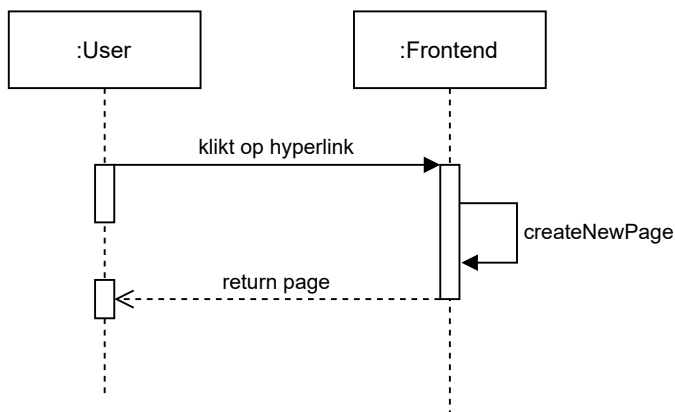 :User
:Frontend
klikt op hyperlink
createNewPage
return page